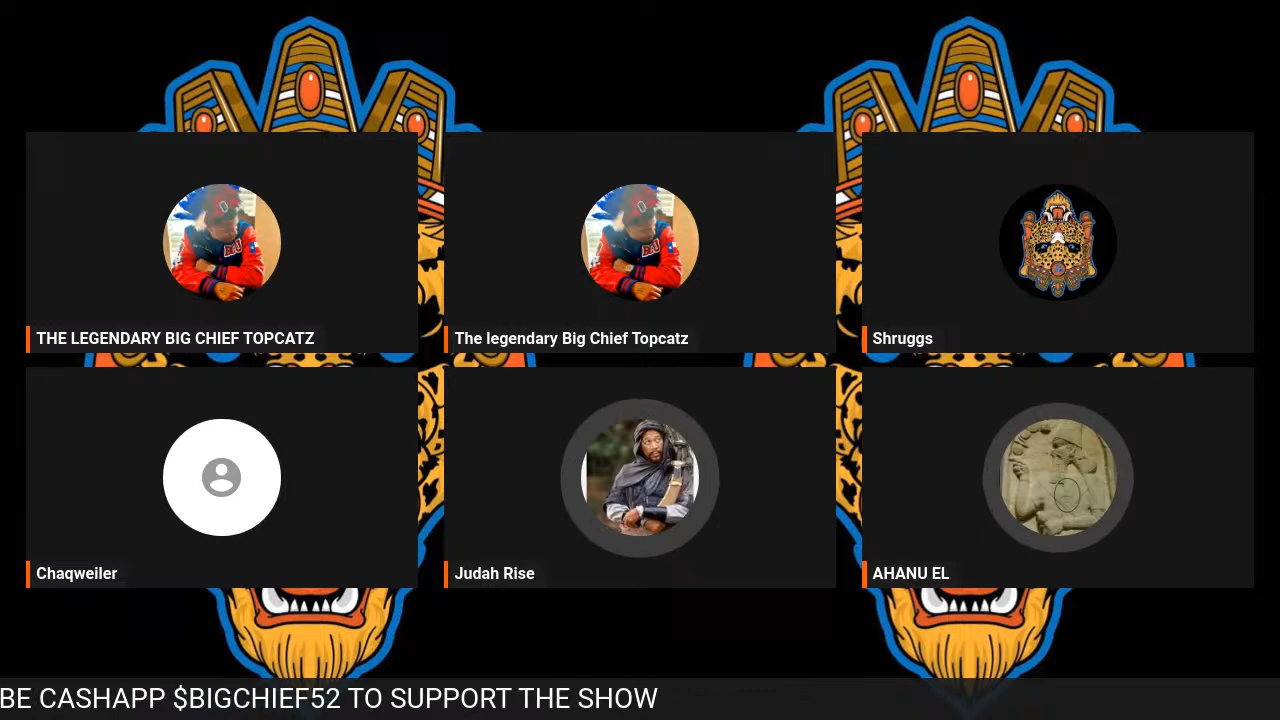 THE LEGENDARY BIG CHIEF TOPCATZ
The legendary Big Chief Topcatz
Shruggs
Chaqweiler
Judah Rise
AHANU EL
BE CASHAPP $BIGCHIEF52 TO SUPPORT THE SHOW